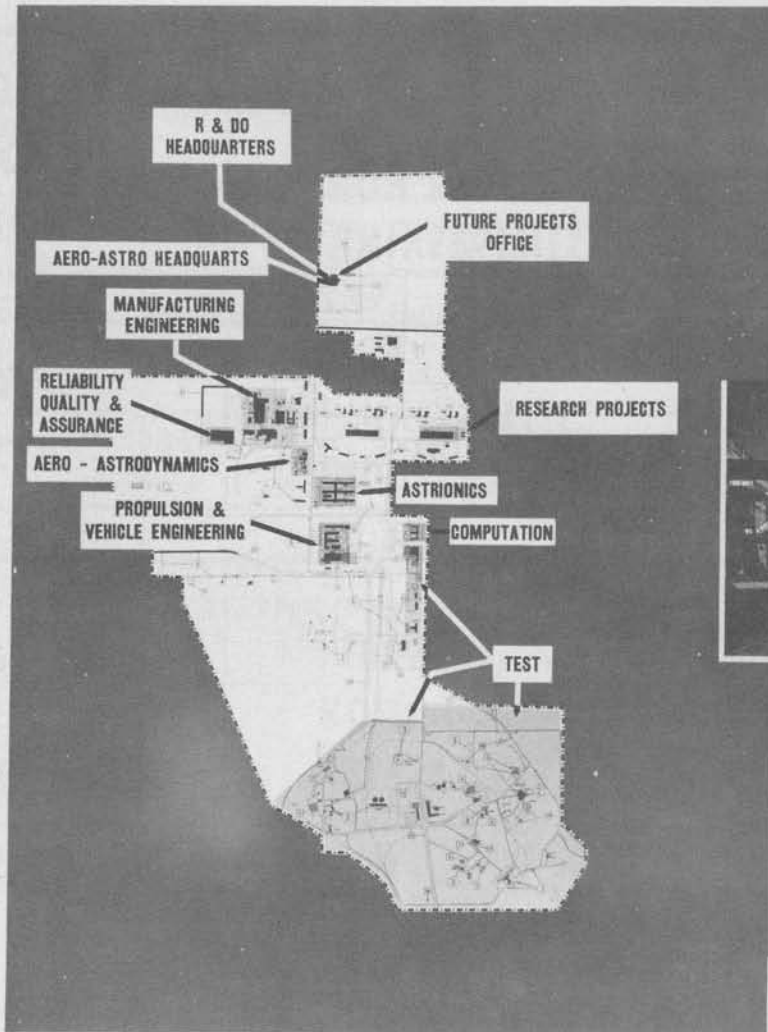 R & DO
HEADQUARTERS
FUTURE PROJECTS
OFFICE
AERO-ASTRO HEADQUARTS
MANUFACTURING
ENGINEERING
RELIABILITY
QUALITY &
ASSURANCE
RESEARCH PROJECTS
AERO - ASTRODYNAMICS
ASTRIONICS
PROPULSION &
VEHICLE ENGINEERING
COMPUTATION
TEST